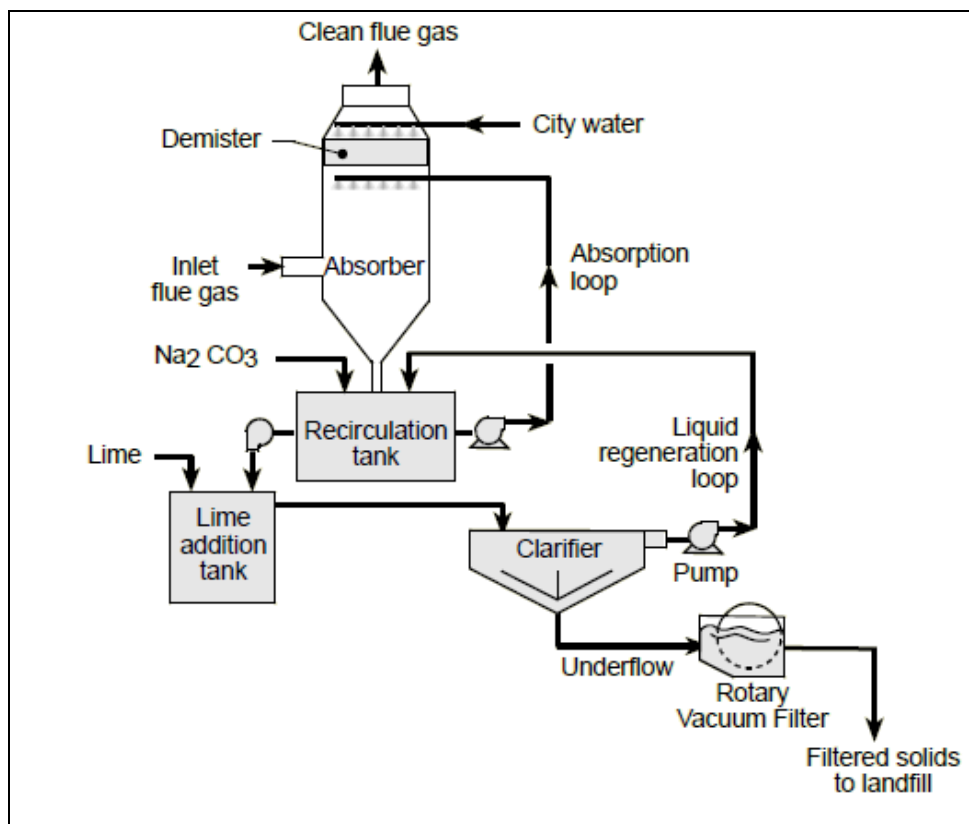 Clean flue gas
City water
Demister
Absorption
loop
Inlet
flue gas
Absorber
Na2 CO3
Recirculation
tank
Liquid
regeneration
loop
Lime
Lime
addition
tank
Clarifier
Pump
Underflow
Rotary
Vacuum Filter
Filtered solids
to landfill